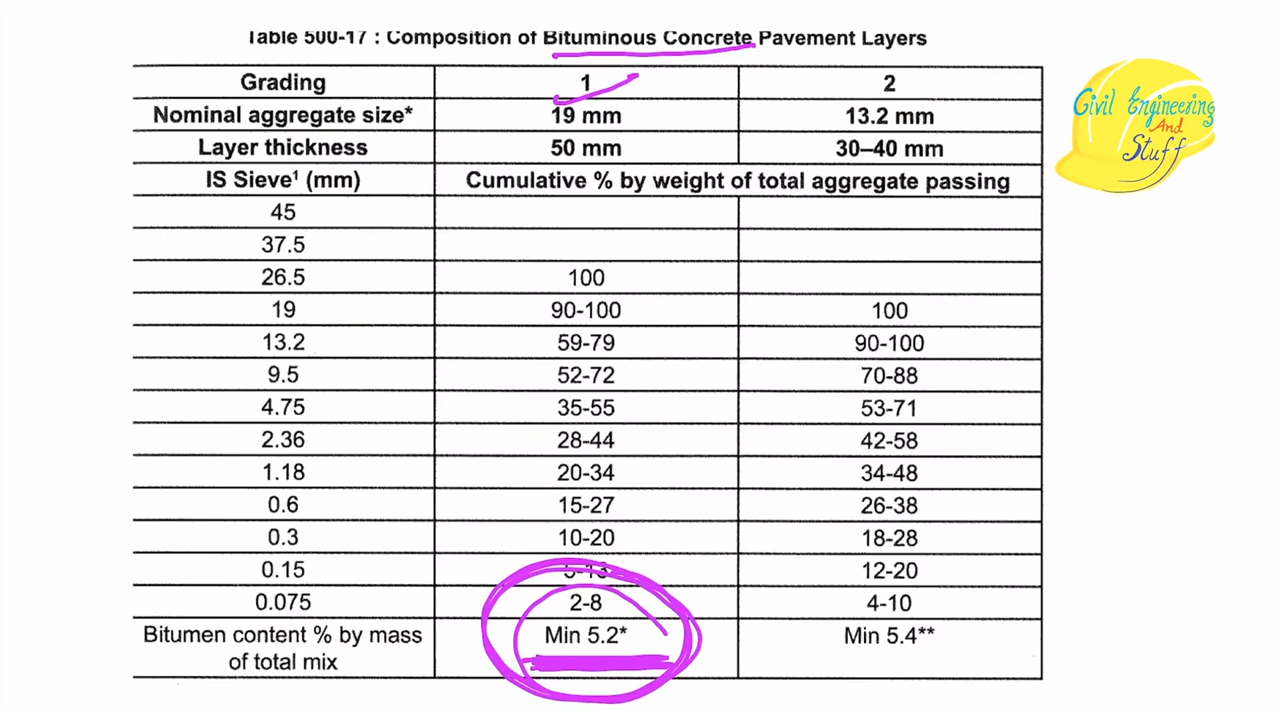 Table 500-17 : Composition of Bituminous Concrete Pavement Layers
Grading 1 2
Nominal aggregate size* 19 mm 13.2 mm
Layer thickness 50 mm 30–40 mm
IS Sieve¹ (mm) Cumulative % by weight of total aggregate passing
45
37.5
26.5 100
19 90-100 100
13.2 59-79 90-100
9.5 52-72 70-88
4.75 35-55 53-71
2.36 28-44 42-58
1.18 20-34 34-48
0.6 15-27 26-38
0.3 10-20 18-28
0.15 5-13 12-20
0.075 2-8 4-10
Bitumen content % by mass of total mix Min 5.2* Min 5.4**
Civil Engineering
And
Stuff